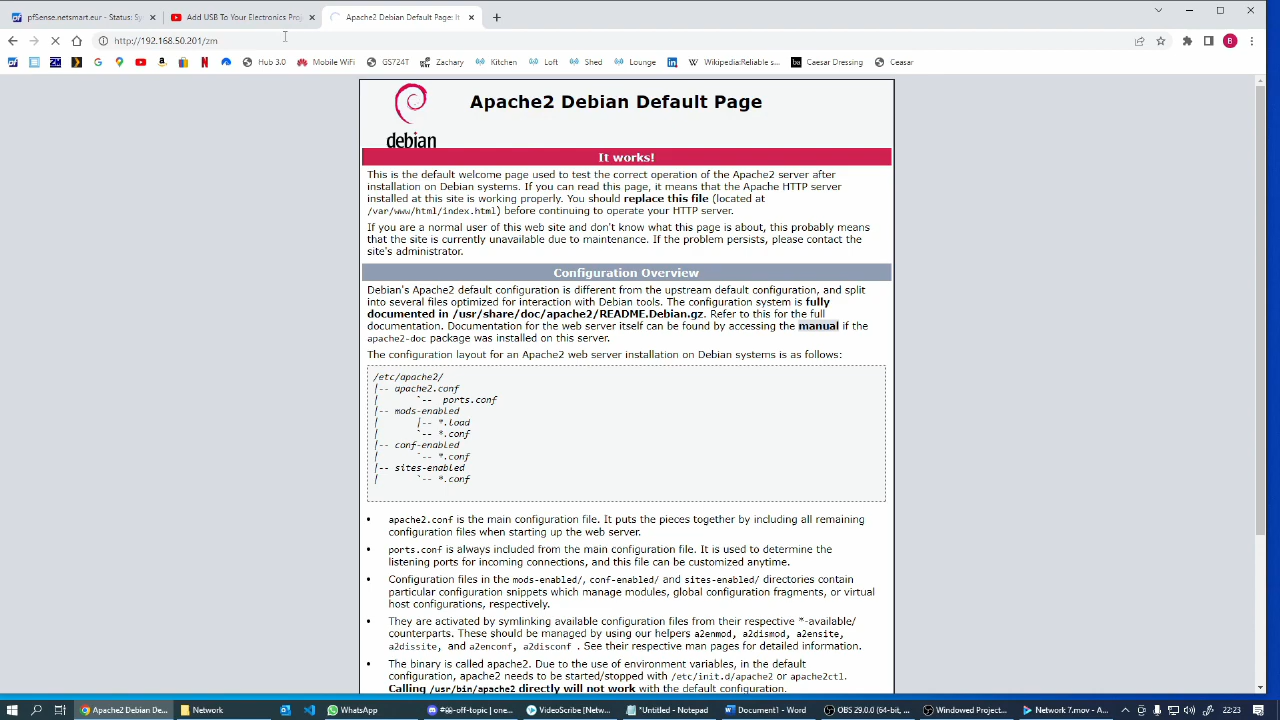 pfSense.netsmart.eur - Status: Sy
Add USB To Your Electronics Proj
Apache2 Debian Default Page: It
http://192.168.50.201/zm
Hub 3.0
Mobile WiFi
GS724T
Zachary
Kitchen
Loft
Shed
Lounge
Wikipedia:Reliable s...
Caesar Dressing
Ceasar
debian
Apache2 Debian Default Page
It works!
This is the default welcome page used to test the correct operation of the Apache2 server after
installation on Debian systems. If you can read this page, it means that the Apache HTTP server
installed at this site is working properly. You should replace this file (located at
/var/www/html/index.html) before continuing to operate your HTTP server.
If you are a normal user of this web site and don't know what this page is about, this probably means
that the site is currently unavailable due to maintenance. If the problem persists, please contact the
site's administrator.
Configuration Overview
Debian's Apache2 default configuration is different from the upstream default configuration, and split
into several files optimized for interaction with Debian tools. The configuration system is fully
documented in /usr/share/doc/apache2/README.Debian.gz. Refer to this for the full
documentation. Documentation for the web server itself can be found by accessing the manual if the
apache2-doc package was installed on this server.
The configuration layout for an Apache2 web server installation on Debian systems is as follows:
/etc/apache2/
|-- apache2.conf
|       `--  ports.conf
|-- mods-enabled
|       |-- *.load
|       `-- *.conf
|-- conf-enabled
|       `-- *.conf
|-- sites-enabled
|       `-- *.conf
• apache2.conf is the main configuration file. It puts the pieces together by including all remaining
configuration files when starting up the web server.
• ports.conf is always included from the main configuration file. It is used to determine the
listening ports for incoming connections, and this file can be customized anytime.
• Configuration files in the mods-enabled/, conf-enabled/ and sites-enabled/ directories contain
particular configuration snippets which manage modules, global configuration fragments, or virtual
host configurations, respectively.
• They are activated by symlinking available configuration files from their respective *-available/
counterparts. These should be managed by using our helpers a2enmod, a2dismod, a2ensite,
a2dissite, and a2enconf, a2disconf . See their respective man pages for detailed information.
• The binary is called apache2. Due to the use of environment variables, in the default
configuration, apache2 needs to be started/stopped with /etc/init.d/apache2 or apache2ctl.
Calling /usr/bin/apache2 directly will not work with the default configuration.
Apache2 Debian De...
Network
WhatsApp
VideoScribe [Netw...
*Untitled - Notepad
Document1 - Word
OBS 29.0.0 (64-bit, ...
Windowed Project...
Network 7.mov - A...
22:23